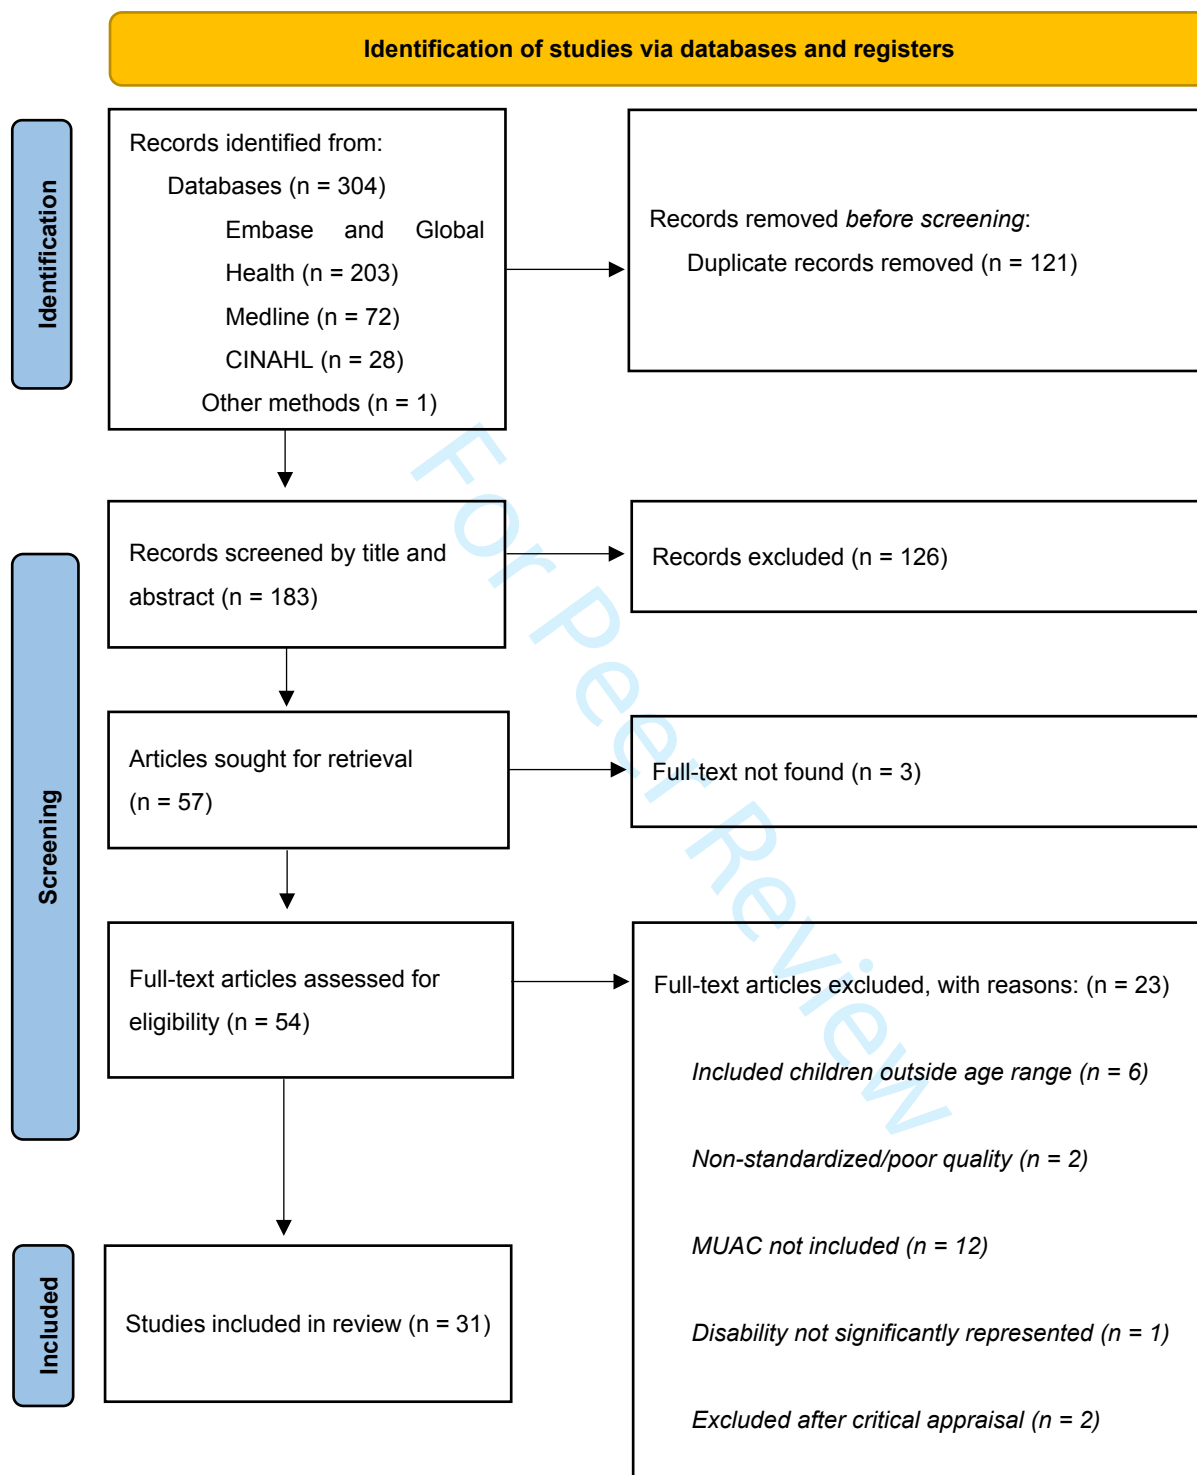 Identification of studies via databases and registers
Identification
Records identified from:
Databases (n = 304)
Embase and Global
Health (n = 203)
Medline (n = 72)
CINAHL (n = 28)
Other methods (n = 1)
Records removed before screening:
Duplicate records removed (n = 121)
Screening
Records screened by title and
abstract (n = 183)
Records excluded (n = 126)
Articles sought for retrieval
(n = 57)
Full-text not found (n = 3)
Full-text articles assessed for
eligibility (n = 54)
Full-text articles excluded, with reasons: (n = 23)
Included children outside age range (n = 6)
Non-standardized/poor quality (n = 2)
MUAC not included (n = 12)
Disability not significantly represented (n = 1)
Excluded after critical appraisal (n = 2)
Included
Studies included in review (n = 31)
For Peer Review